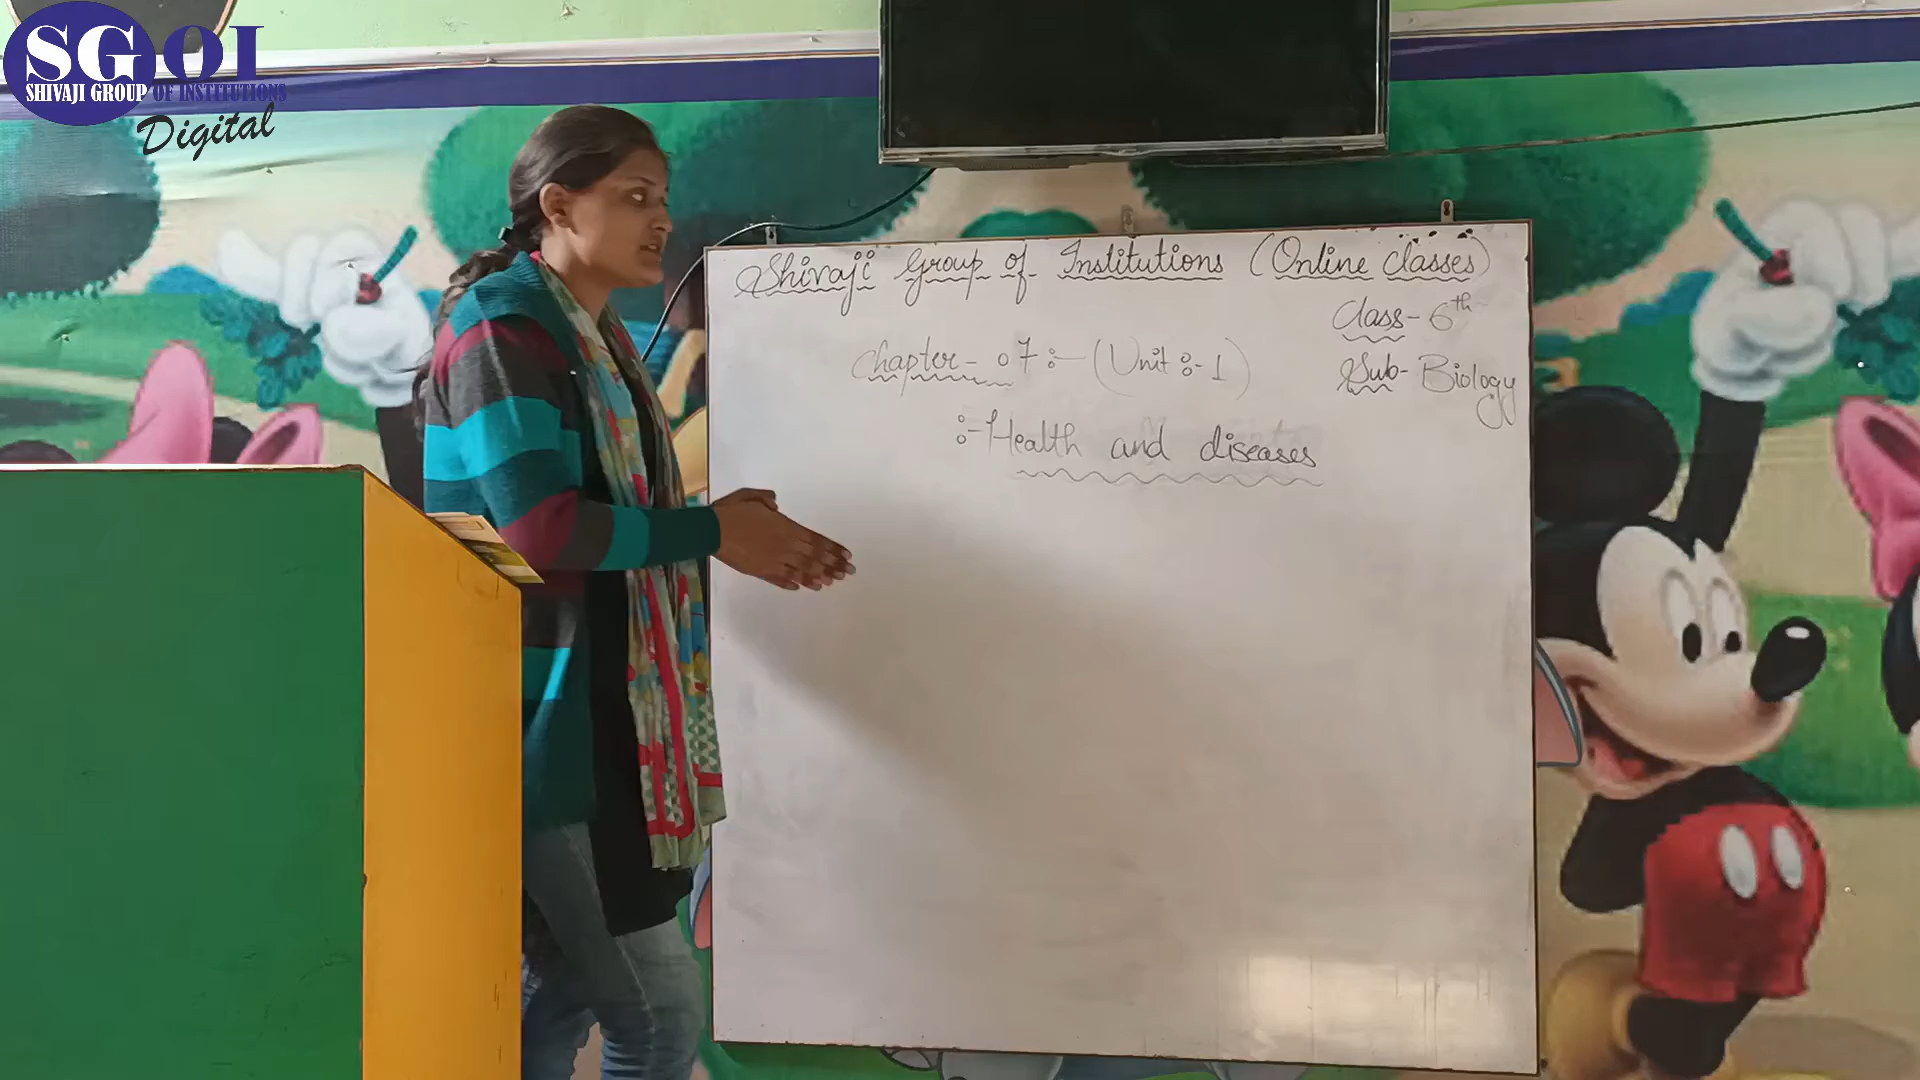 SGOI
SHIVAJI GROUP OF INSTITUTIONS
Digital
Shivaji Group of Institutions (Online classes)
Class- 6th
Chapter- 07 :- (Unit :- 1)
Sub- Biology
:- Health and diseases